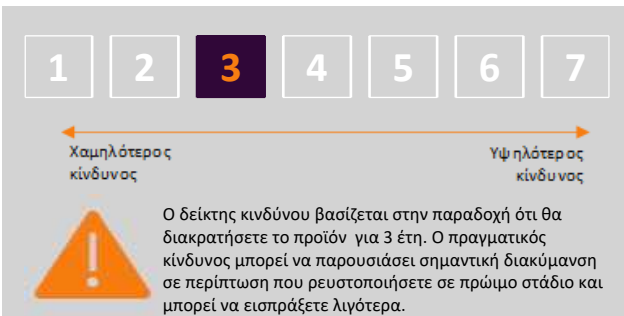 1 2 3 4 5 6 7
Χαμηλότερος Υψηλότερος
κίνδυνος κίνδυνος
Ο δείκτης κινδύνου βασίζεται στην παραδοχή ότι θα
διακρατήσετε το προϊόν για 3 έτη. Ο πραγματικός
κίνδυνος μπορεί να παρουσιάσει σημαντική διακύμανση
σε περίπτωση που ρευστοποιήσετε σε πρώιμο στάδιο και
μπορεί να εισπράξετε λιγότερα.